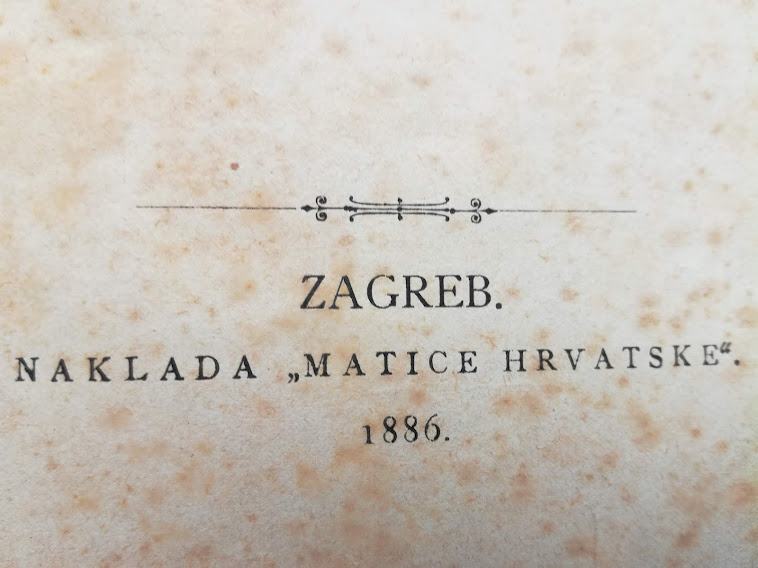 ZAGREB.
NAKLADA „MATICE HRVATSKE“.
1886.